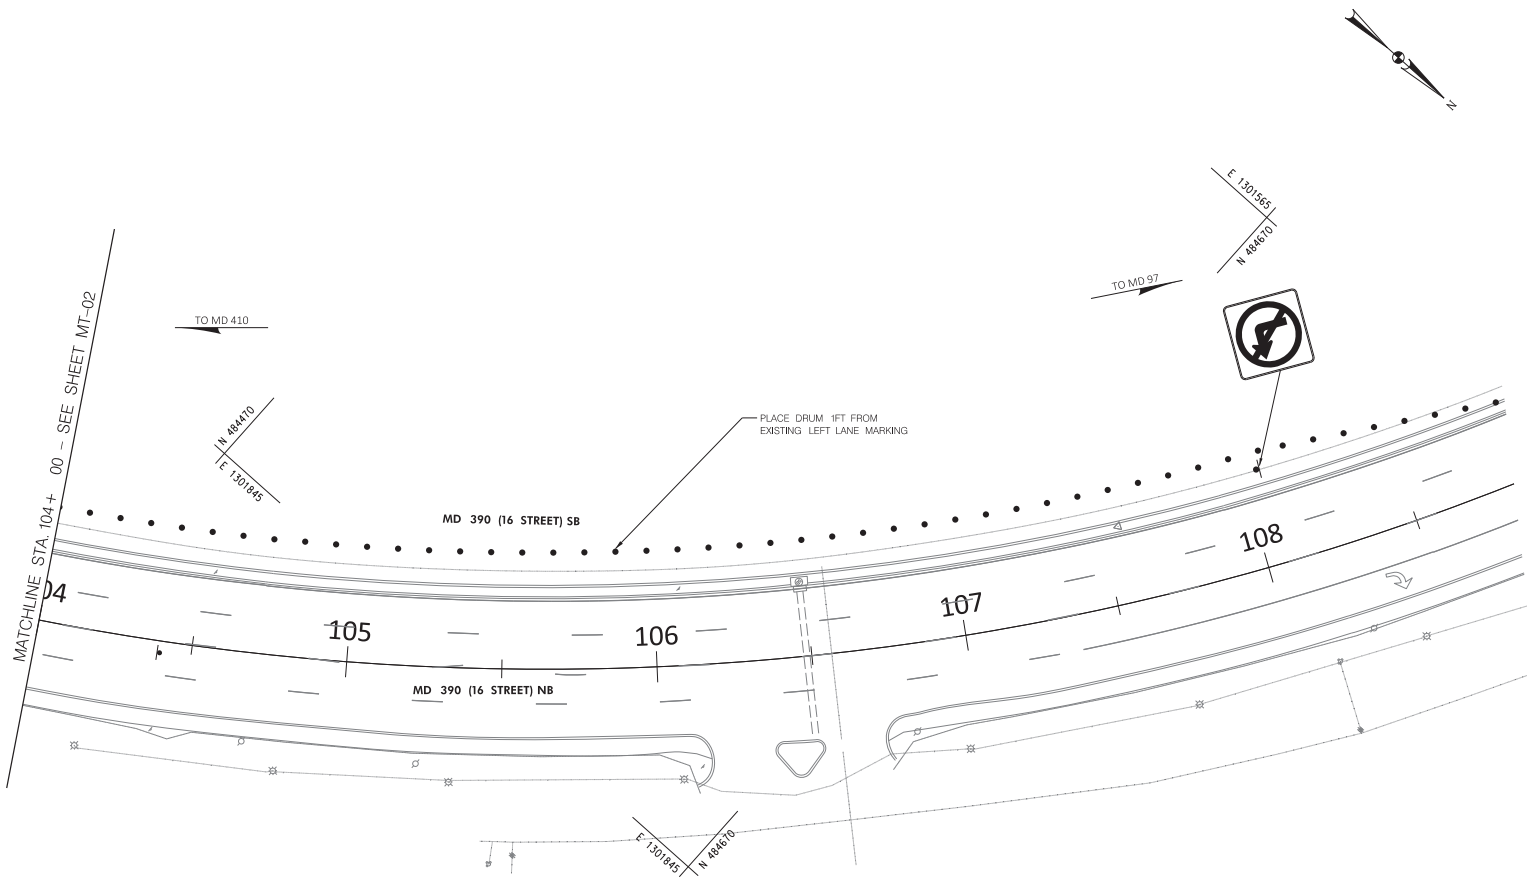 N
E 1301565
N 484670
TO MD 97
TO MD 410
MATCHLINE STA. 104+ 00 - SEE SHEET MT-02
N 484470
E 1301845
PLACE DRUM 1FT FROM
EXISTING LEFT LANE MARKING
MD 390 (16 STREET) SB
04
105
106
107
108
MD 390 (16 STREET) NB
E 1301845
N 484670